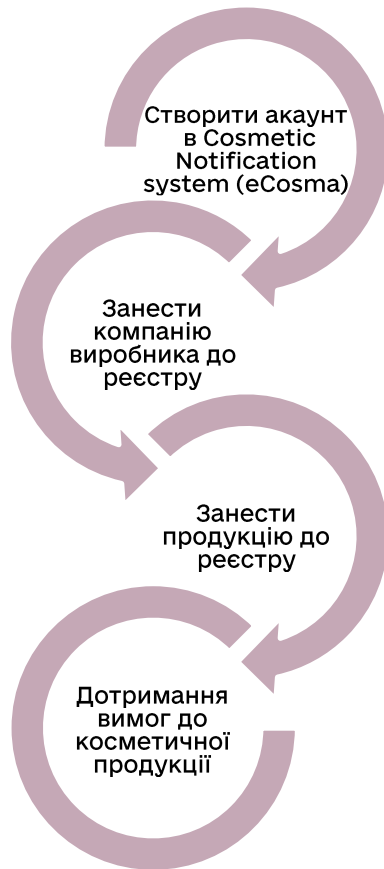 Створити акаунт
в Cosmetic
Notification
system (eCosma)
Занести
компанію
виробника до
реєстру
Занести
продукцію до
реєстру
Дотримання
вимог до
косметичної
продукції